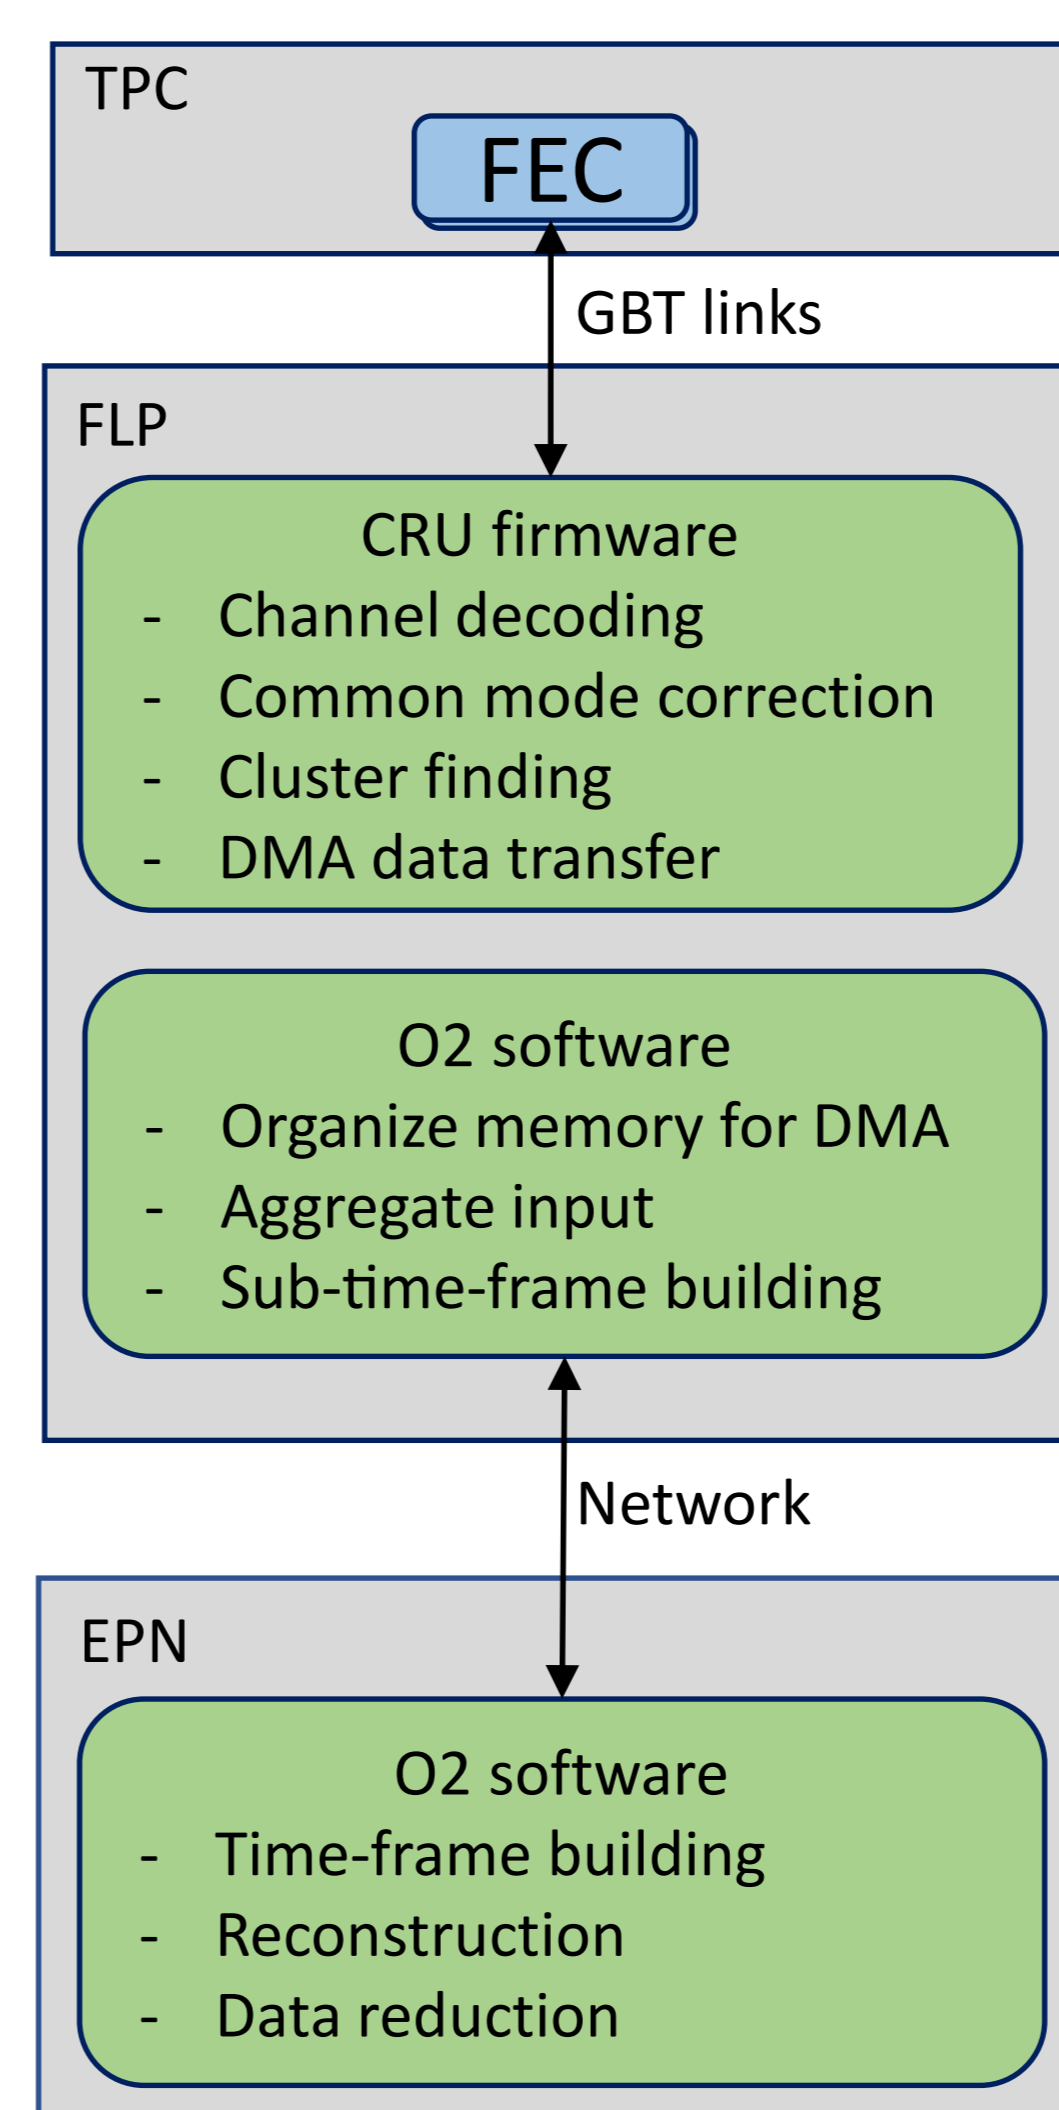 TPC
FEC
GBT links
FLP
CRU firmware
- Channel decoding
- Common mode correction
- Cluster finding
- DMA data transfer
O2 software
- Organize memory for DMA
- Aggregate input
- Sub-time-frame building
Network
EPN
O2 software
- Time-frame building
- Reconstruction
- Data reduction